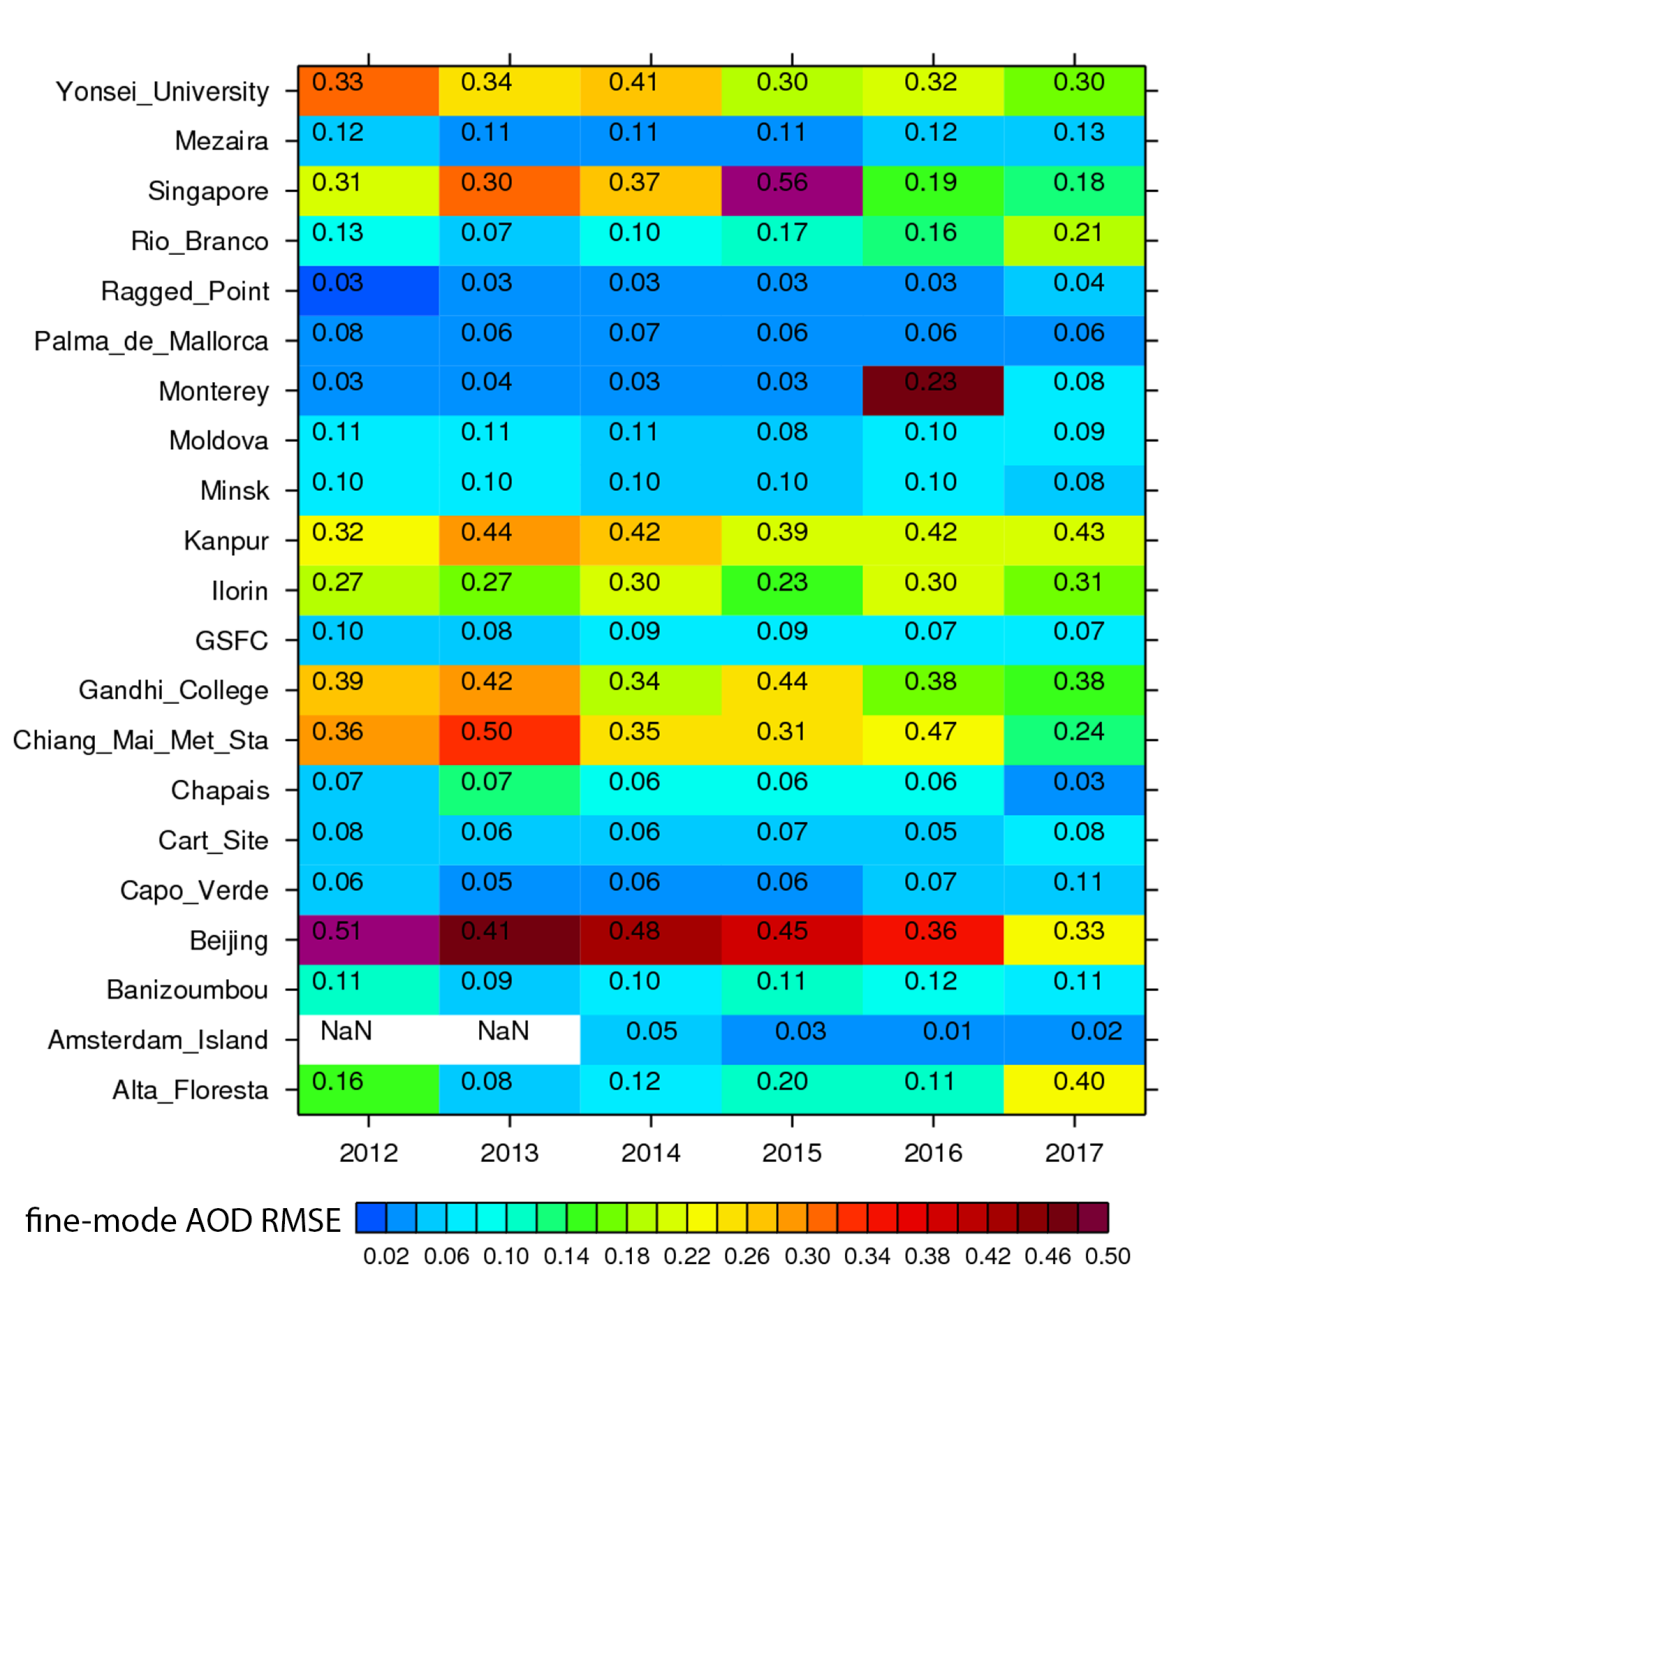 Yonsei_University 0.33 0.34 0.41 0.30 0.32 0.30
Mezaira 0.12 0.11 0.11 0.11 0.12 0.13
Singapore 0.31 0.30 0.37 0.56 0.19 0.18
Rio_Branco 0.13 0.07 0.10 0.17 0.16 0.21
Ragged_Point 0.03 0.03 0.03 0.03 0.03 0.04
Palma_de_Mallorca 0.08 0.06 0.07 0.06 0.06 0.06
Monterey 0.03 0.04 0.03 0.03 0.23 0.08
Moldova 0.11 0.11 0.11 0.08 0.10 0.09
Minsk 0.10 0.10 0.10 0.10 0.10 0.08
Kanpur 0.32 0.44 0.42 0.39 0.42 0.43
Ilorin 0.27 0.27 0.30 0.23 0.30 0.31
GSFC 0.10 0.08 0.09 0.09 0.07 0.07
Gandhi_College 0.39 0.42 0.34 0.44 0.38 0.38
Chiang_Mai_Met_Sta 0.36 0.50 0.35 0.31 0.47 0.24
Chapais 0.07 0.07 0.06 0.06 0.06 0.03
Cart_Site 0.08 0.06 0.06 0.07 0.05 0.08
Capo_Verde 0.06 0.05 0.06 0.06 0.07 0.11
Beijing 0.51 0.41 0.48 0.45 0.36 0.33
Banizoumbou 0.11 0.09 0.10 0.11 0.12 0.11
Amsterdam_Island NaN NaN 0.05 0.03 0.01 0.02
Alta_Floresta 0.16 0.08 0.12 0.20 0.11 0.40
2012 2013 2014 2015 2016 2017
fine-mode AOD RMSE
0.02 0.06 0.10 0.14 0.18 0.22 0.26 0.30 0.34 0.38 0.42 0.46 0.50